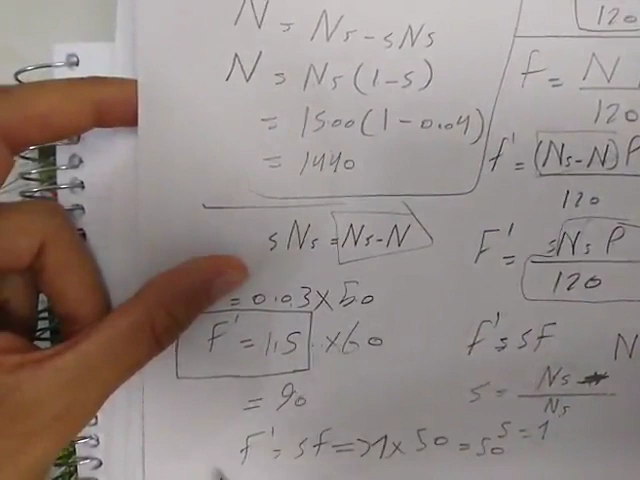 N = Ns - sNs
N = Ns (1-s)
= 1500 (1 - 0.04)
= 1440
sNs = Ns-N
= 0.03 x 50
F' = 1.5 x 60
= 90
F' = sf = 1 x 50 = 50 s=1
120
f = N
120
f' = (Ns-N) P
120
F' = sNs P
120
f' = sf
N
s = Ns
Ns